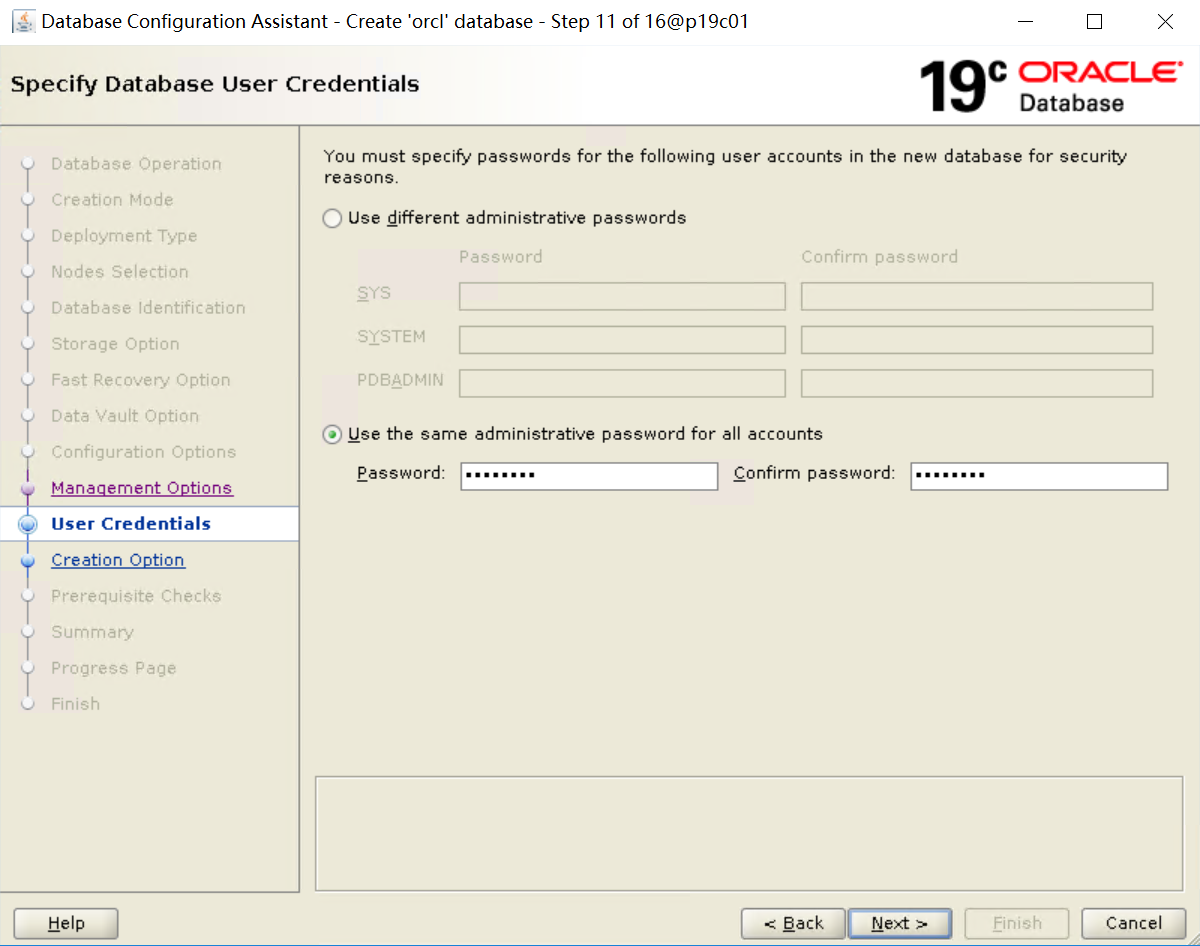 Database Configuration Assistant - Create 'orcl' database - Step 11 of 16@p19c01
Specify Database User Credentials
19c ORACLE
Database
Database Operation
Creation Mode
Deployment Type
Nodes Selection
Database Identification
Storage Option
Fast Recovery Option
Data Vault Option
Configuration Options
Management Options
User Credentials
Creation Option
Prerequisite Checks
Summary
Progress Page
Finish
You must specify passwords for the following user accounts in the new database for security
reasons.
Use different administrative passwords
Password Confirm password
SYS
SYSTEM
PDBADMIN
Use the same administrative password for all accounts
Password: •••••••• Confirm password: ••••••••
Help < Back Next > Finish Cancel